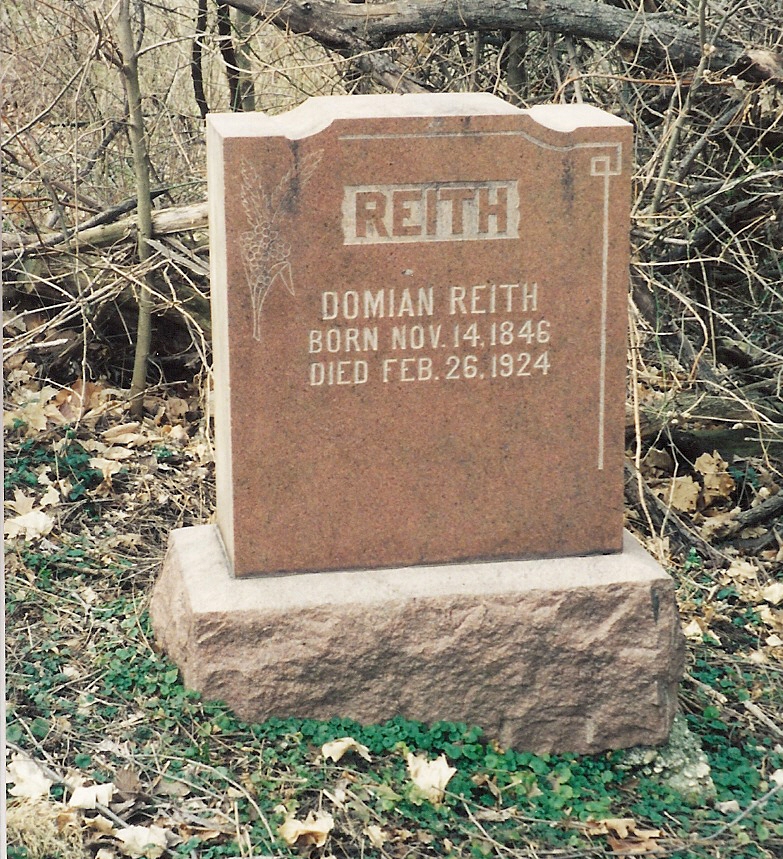 REITH
DOMIAN REITH
BORN NOV. 14, 1846
DIED FEB. 26, 1924